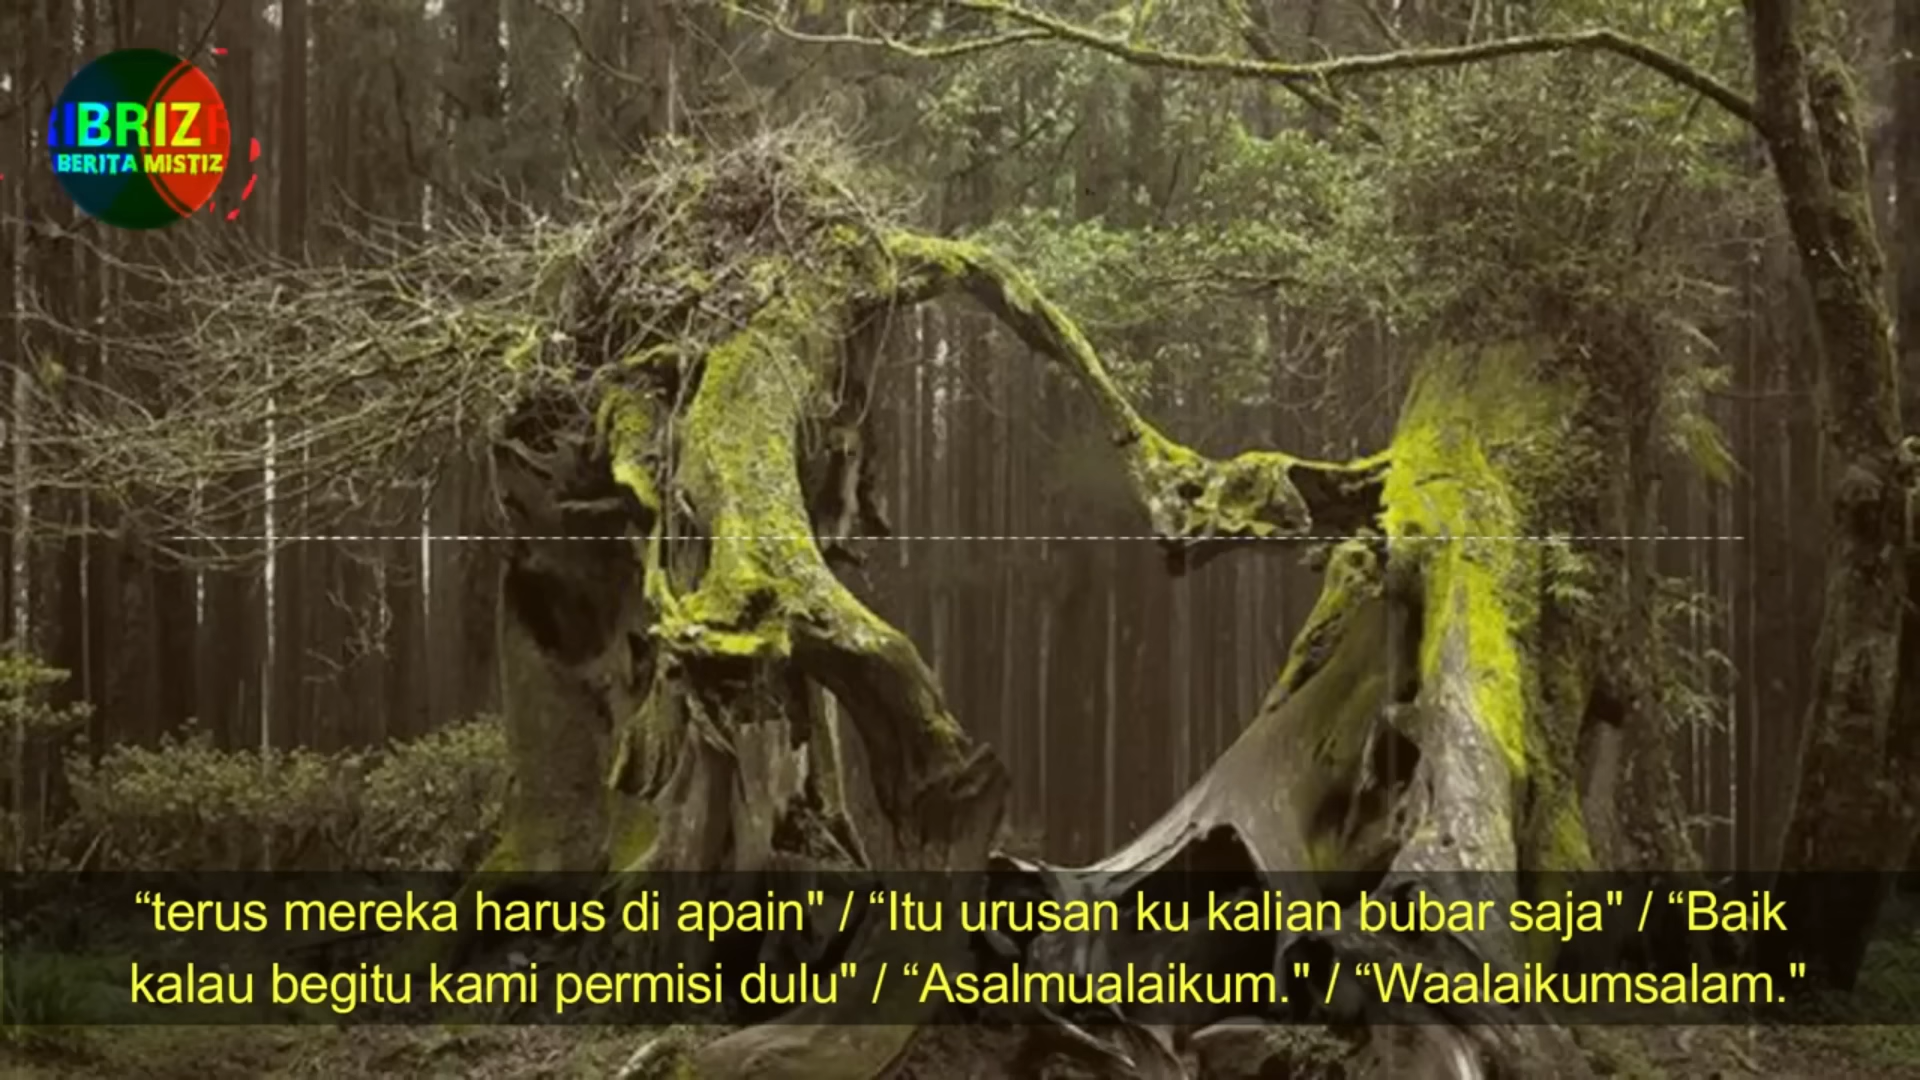 IBRIZ
BERITA MISTIZ
“terus mereka harus di apain" / “Itu urusan ku kalian bubar saja" / “Baik
kalau begitu kami permisi dulu" / “Asalmualaikum." / “Waalaikumsalam."